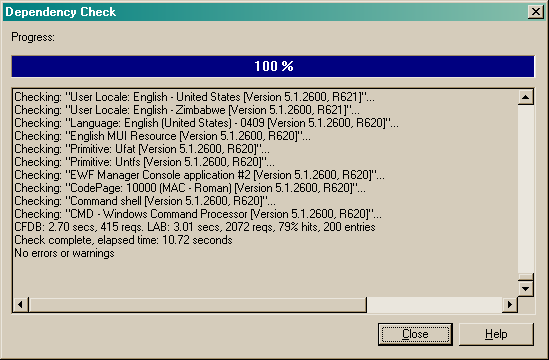 Dependency Check
Progress:
100 %
Checking: "User Locale: English - United States [Version 5.1.2600, R621]"...
Checking: "User Locale: English - Zimbabwe [Version 5.1.2600, R621]"...
Checking: "Language: English (United States) - 0409 [Version 5.1.2600, R620]"...
Checking: "English MUI Resource [Version 5.1.2600, R620]"...
Checking: "Primitive: Ufat [Version 5.1.2600, R620]"...
Checking: "Primitive: Untfs [Version 5.1.2600, R620]"...
Checking: "EWF Manager Console application #2 [Version 5.1.2600, R620]"...
Checking: "CodePage: 10000 (MAC - Roman) [Version 5.1.2600, R620]"...
Checking: "Command shell [Version 5.1.2600, R620]"...
Checking: "CMD - Windows Command Processor [Version 5.1.2600, R620]"...
CFDB: 2.70 secs, 415 reqs. LAB: 3.01 secs, 2072 reqs, 79% hits, 200 entries
Check complete, elapsed time: 10.72 seconds
No errors or warnings
Close
Help